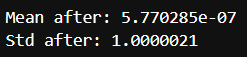 Mean after: 5.770285e-07
Std after: 1.0000021